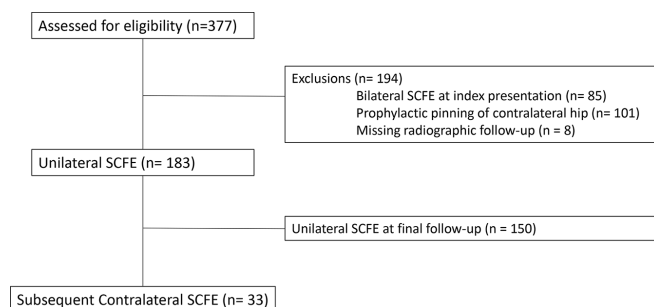 Assessed for eligibility (n=377)
Exclusions (n= 194)
Bilateral SCFE at index presentation (n= 85)
Prophylactic pinning of contralateral hip (n= 101)
Missing radiographic follow-up (n = 8)
Unilateral SCFE (n= 183)
Unilateral SCFE at final follow-up (n = 150)
Subsequent Contralateral SCFE (n= 33)